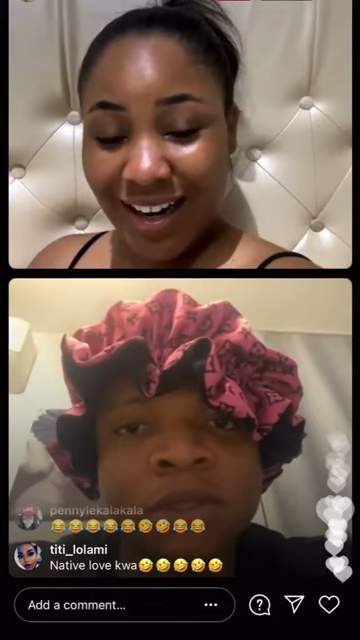 pennylekalakala
😂😂😂😂😂🤣🤣😂😂
titi_lolami
Native love kwa🤣🤣🤣🤣🤣
Add a comment...